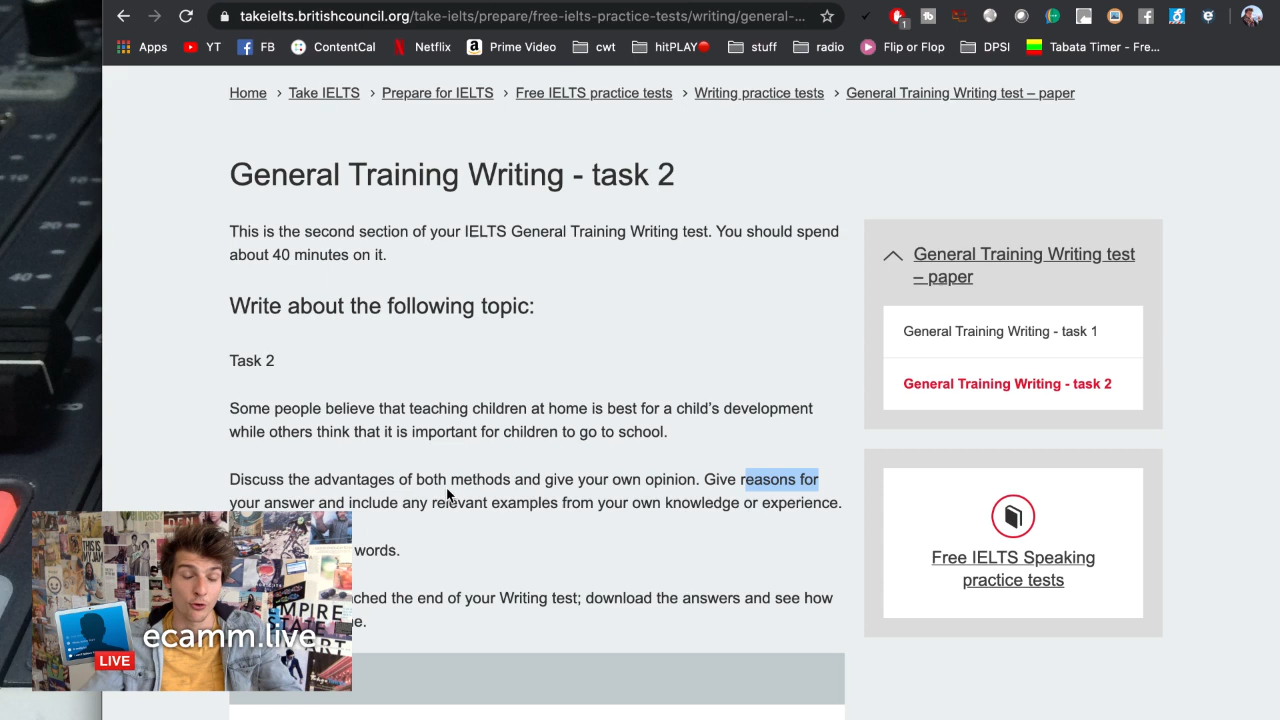 takeielts.britishcouncil.org/take-ielts/prepare/free-ielts-practice-tests/writing/general-...
1
Apps YT FB ContentCal Netflix Prime Video cwt hitPLAY🔴 stuff radio Flip or Flop DPSI Tabata Timer - Fre...
Home > Take IELTS > Prepare for IELTS > Free IELTS practice tests > Writing practice tests > General Training Writing test – paper
General Training Writing - task 2
This is the second section of your IELTS General Training Writing test. You should spend
about 40 minutes on it.
Write about the following topic:
Task 2
Some people believe that teaching children at home is best for a child's development
while others think that it is important for children to go to school.
Discuss the advantages of both methods and give your own opinion. Give reasons for
your answer and include any relevant examples from your own knowledge or experience.
words.
ched the end of your Writing test; download the answers and see how
e.
General Training Writing test
– paper
General Training Writing - task 1
General Training Writing - task 2
Free IELTS Speaking
practice tests
THIS IS
MY JAM
EMPIRE
STATE
ecamm.live
LIVE
40